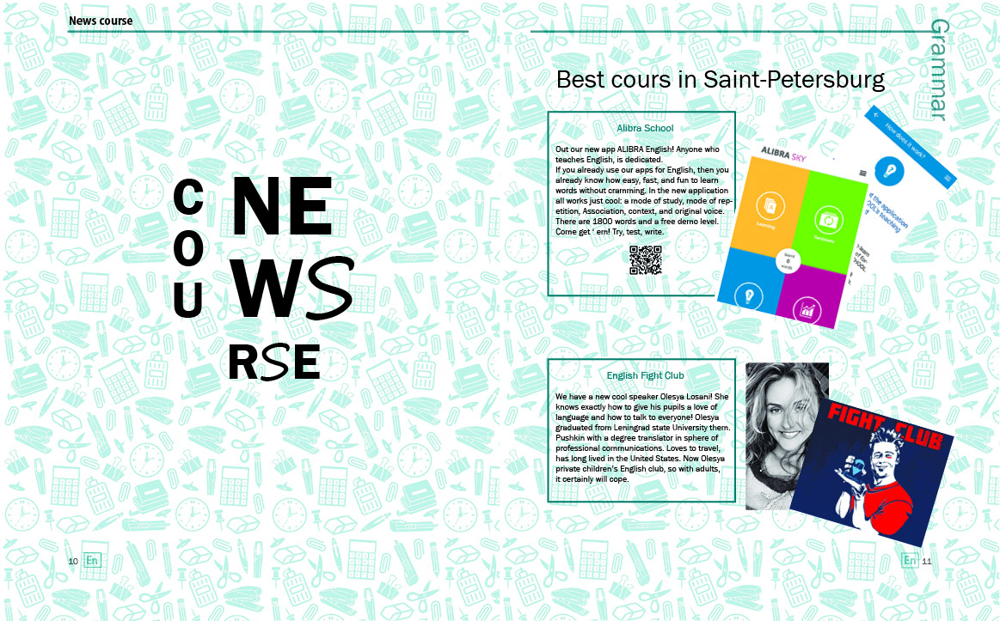 News course
C
O
U
NE
WS
RSE
10 En
Grammar
Best cours in Saint-Petersburg
Alibra School
Out our new app ALIBRA English! Anyone who
teaches English, is dedicated.
If you already use our apps for English, then you
already know how easy, fast, and fun to learn
words without cramming. In the new application
all works just cool: a mode of study, mode of rep-
etition, Association, context, and original voice.
There are 1800 words and a free demo level.
Come get ‘ em! Try, test, write.
ALIBRA SKY
Learning
learn
0
words
How does it work?
the application
teaching
learn
English Fight Club
We have a new cool speaker Olesya Losani! She
knows exactly how to give his pupils a love of
language and how to talk to everyone! Olesya
graduated from Leningrad state University them.
Pushkin with a degree translator in sphere of
professional communications. Loves to travel,
has long lived in the United States. Now Olesya
private children’s English club, so with adults,
it certainly will cope.
FIGHT CLUB
En 11